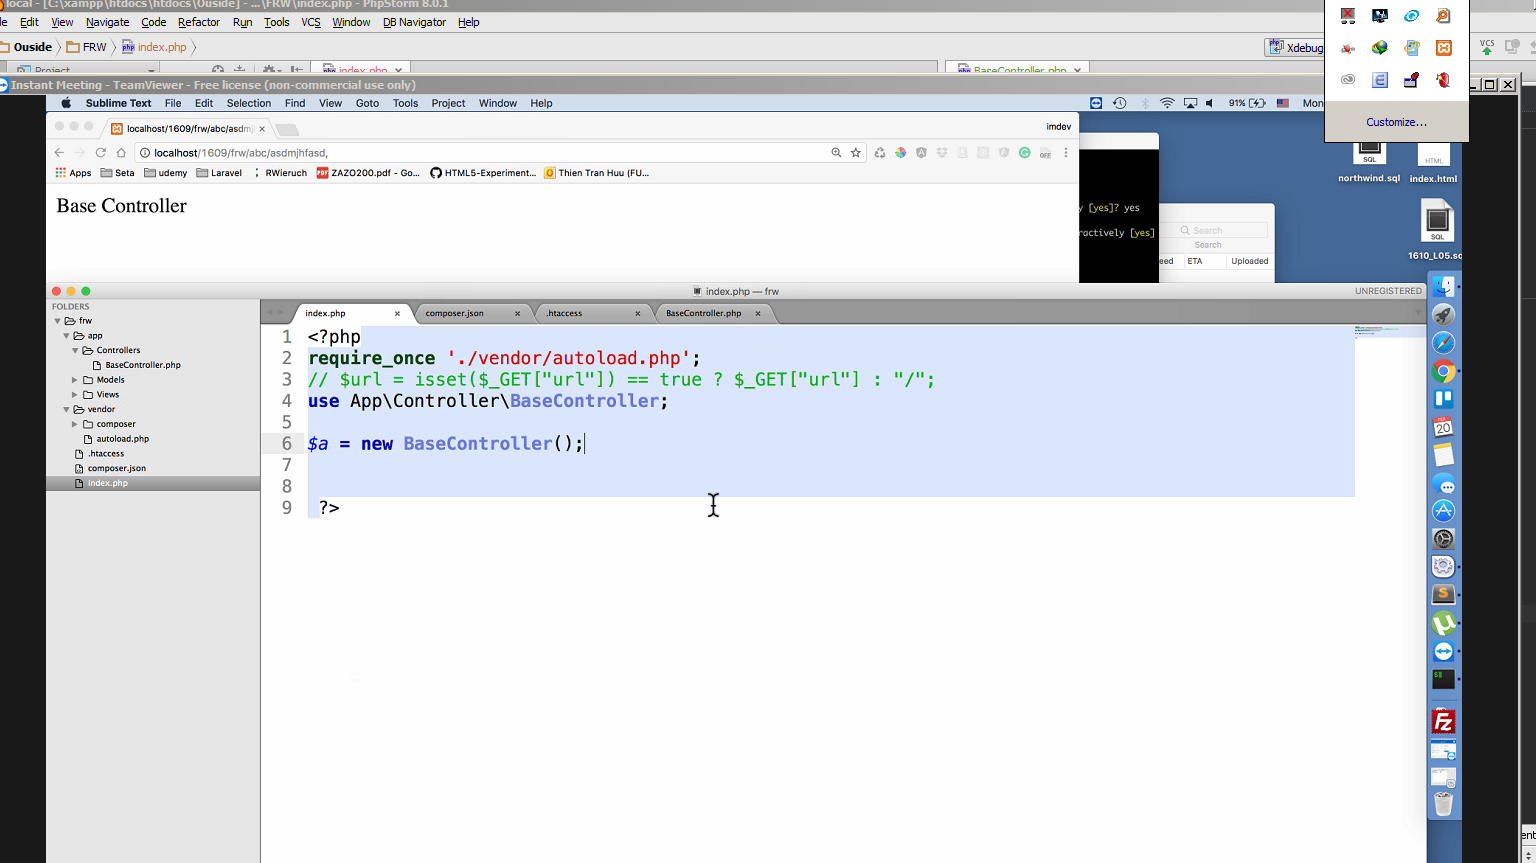 local - [C:\xampp\htdocs\htdocs\Ouside] - ...\FRW\index.php - PhpStorm 8.0.1
Edit View Navigate Code Refactor Run Tools VCS Window DB Navigator Help
Ouside FRW index.php
Xdebug
VCS
Project index.php BaseController.php
Instant Meeting - TeamViewer - Free license (non-commercial use only)
Customize...
Sublime Text File Edit Selection Find View Goto Tools Project Window Help
91% Mon
localhost/1609/frw/abc/asdmj
imdev
localhost/1609/frw/abc/asdmjhfasd,
Apps Seta udemy Laravel RWieruch ZAZO200.pdf - Go... HTML5-Experiment... Thien Tran Huu (FU...
Base Controller
y [yes]? yes
ractively [yes]
Search
Search
eed ETA Uploaded
SQL
northwind.sql
HTML
index.html
SQL
1610_L05.sq
index.php — frw
UNREGISTERED
FOLDERS
frw
app
Controllers
BaseController.php
Models
Views
vendor
composer
autoload.php
.htaccess
composer.json
index.php
index.php composer.json .htaccess BaseController.php
1 <?php
2 require_once './vendor/autoload.php';
3 // $url = isset($_GET["url"]) == true ? $_GET["url"] : "/";
4 use App\Controller\BaseController;
5
6 $a = new BaseController();
7
8
9 ?>
20